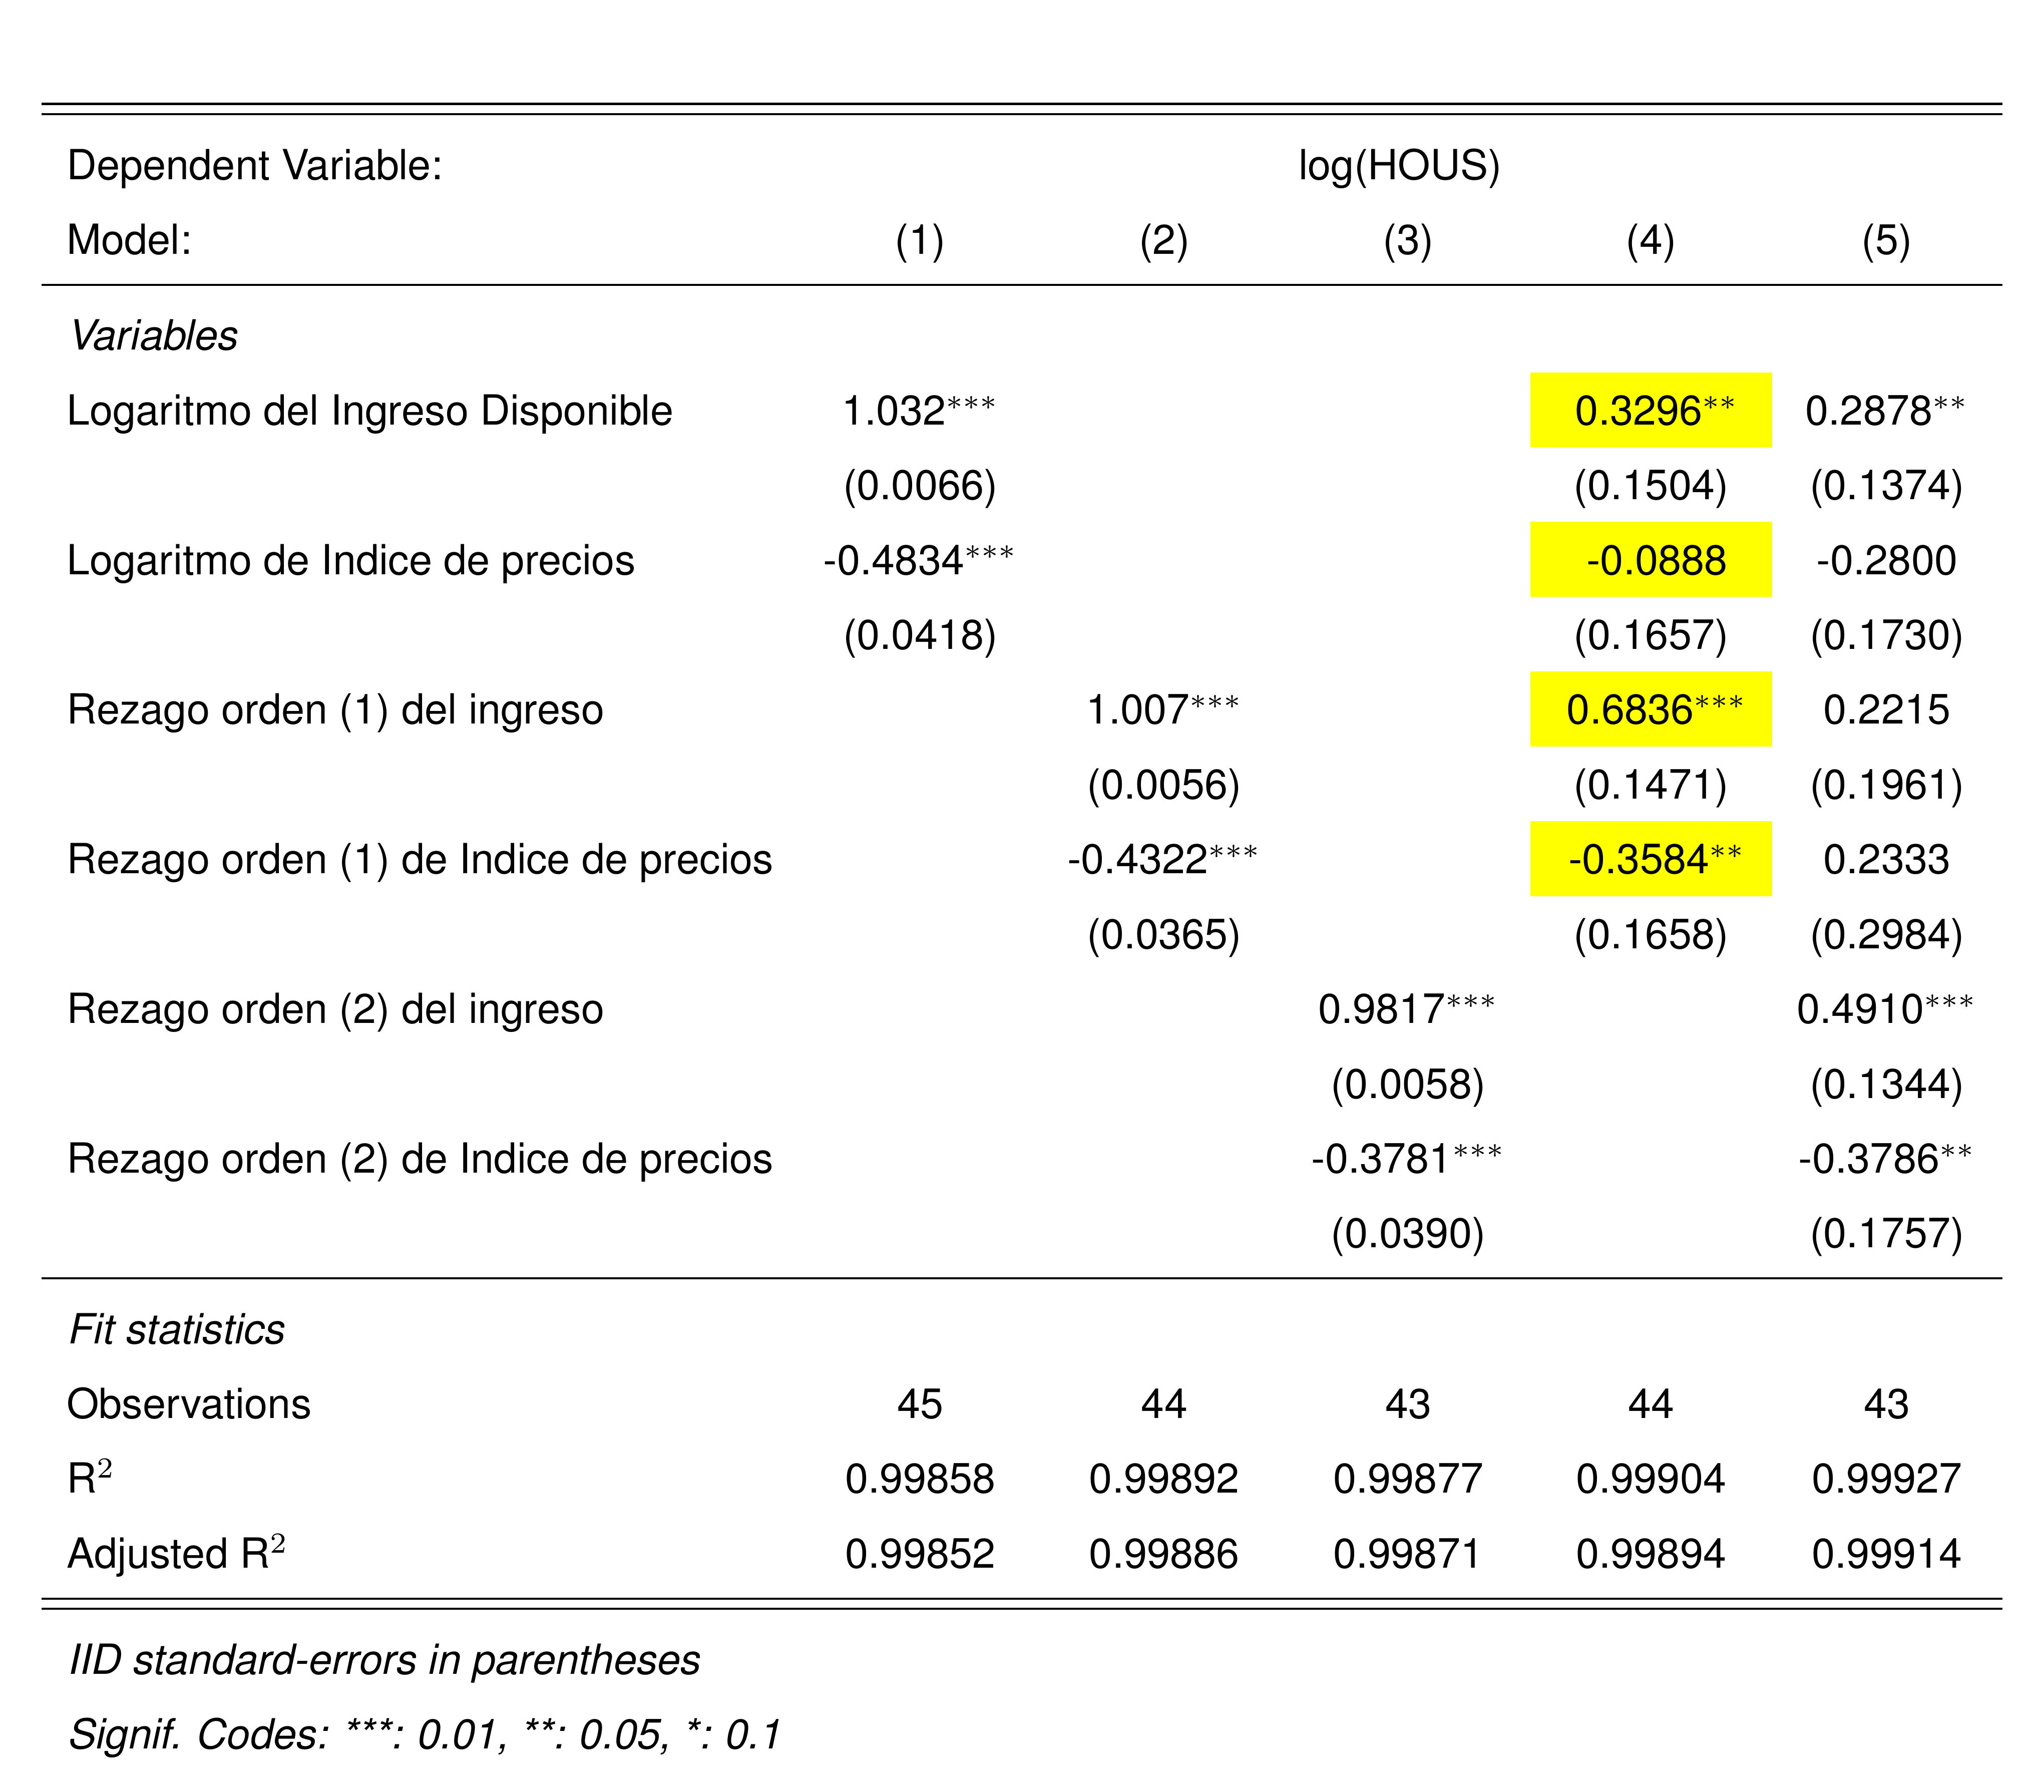 Dependent Variable: log(HOUS)
Model: (1) (2) (3) (4) (5)
Variables
Logaritmo del Ingreso Disponible 1.032*** 0.3296** 0.2878**
(0.0066) (0.1504) (0.1374)
Logaritmo de Indice de precios -0.4834*** -0.0888 -0.2800
(0.0418) (0.1657) (0.1730)
Rezago orden (1) del ingreso 1.007*** 0.6836*** 0.2215
(0.0056) (0.1471) (0.1961)
Rezago orden (1) de Indice de precios -0.4322*** -0.3584** 0.2333
(0.0365) (0.1658) (0.2984)
Rezago orden (2) del ingreso 0.9817*** 0.4910***
(0.0058) (0.1344)
Rezago orden (2) de Indice de precios -0.3781*** -0.3786**
(0.0390) (0.1757)
Fit statistics
Observations 45 44 43 44 43
R² 0.99858 0.99892 0.99877 0.99904 0.99927
Adjusted R² 0.99852 0.99886 0.99871 0.99894 0.99914
IID standard-errors in parentheses
Signif. Codes: ***: 0.01, **: 0.05, *: 0.1